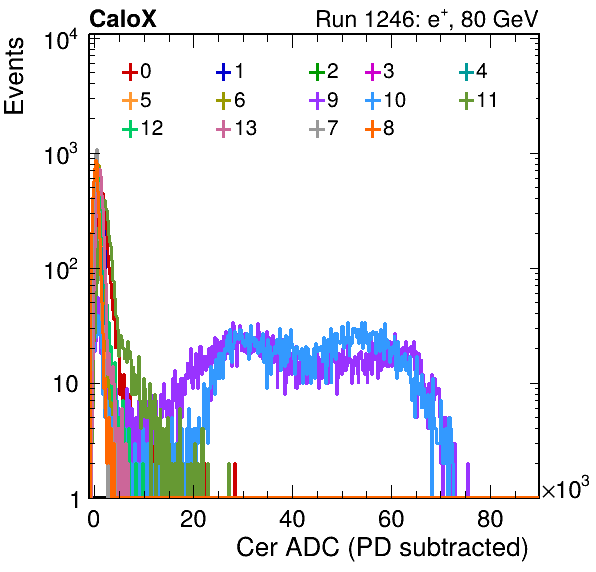 CaloX Run 1246: e⁺, 80 GeV
Events
10⁴
10³
10²
10
1
0 1 2 3 4
5 6 9 10 11
12 13 7 8
0 20 40 60 80 ×10³
Cer ADC (PD subtracted)